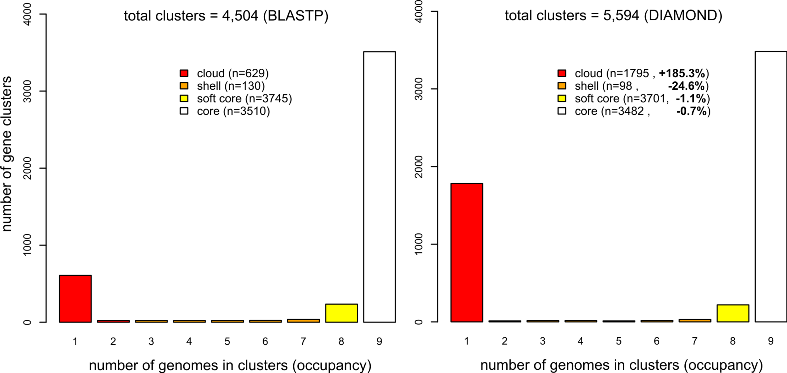 total clusters = 4,504 (BLASTP)
cloud (n=629)
shell (n=130)
soft core (n=3745)
core (n=3510)
number of gene clusters
0
1000
2000
3000
4000
1 2 3 4 5 6 7 8 9
number of genomes in clusters (occupancy)
total clusters = 5,594 (DIAMOND)
cloud (n=1795 , +185.3%)
shell (n=98 , -24.6%)
soft core (n=3701, -1.1%)
core (n=3482 , -0.7%)
0
1000
2000
3000
4000
1 2 3 4 5 6 7 8 9
number of genomes in clusters (occupancy)